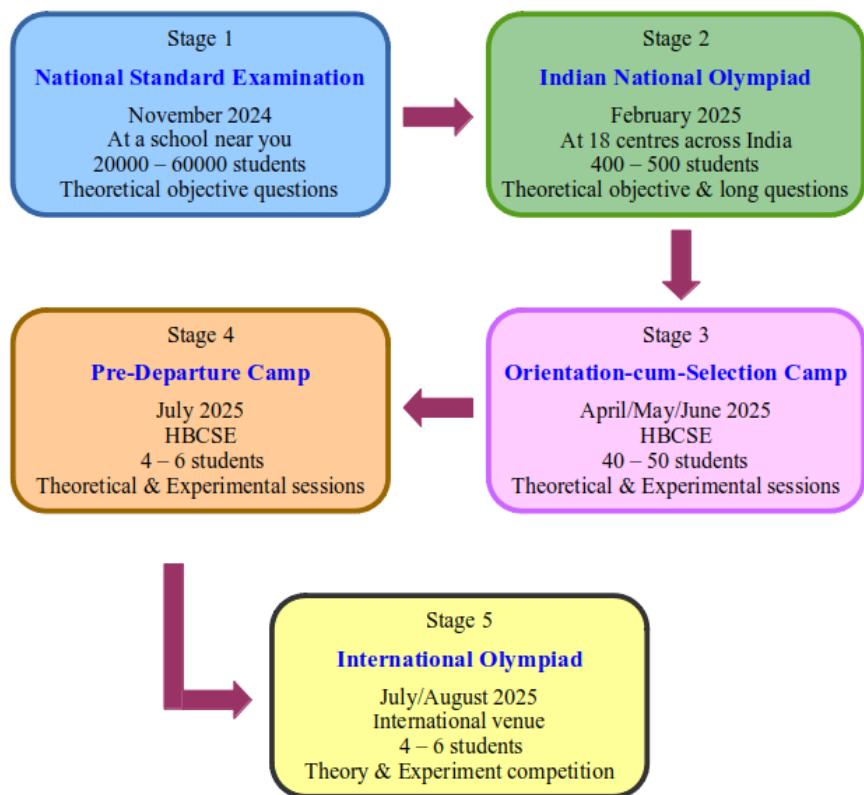 Stage 1
National Standard Examination
November 2024
At a school near you
20000 – 60000 students
Theoretical objective questions
Stage 2
Indian National Olympiad
February 2025
At 18 centres across India
400 – 500 students
Theoretical objective & long questions
Stage 3
Orientation-cum-Selection Camp
April/May/June 2025
HBCSE
40 – 50 students
Theoretical & Experimental sessions
Stage 4
Pre-Departure Camp
July 2025
HBCSE
4 – 6 students
Theoretical & Experimental sessions
Stage 5
International Olympiad
July/August 2025
International venue
4 – 6 students
Theory & Experiment competition